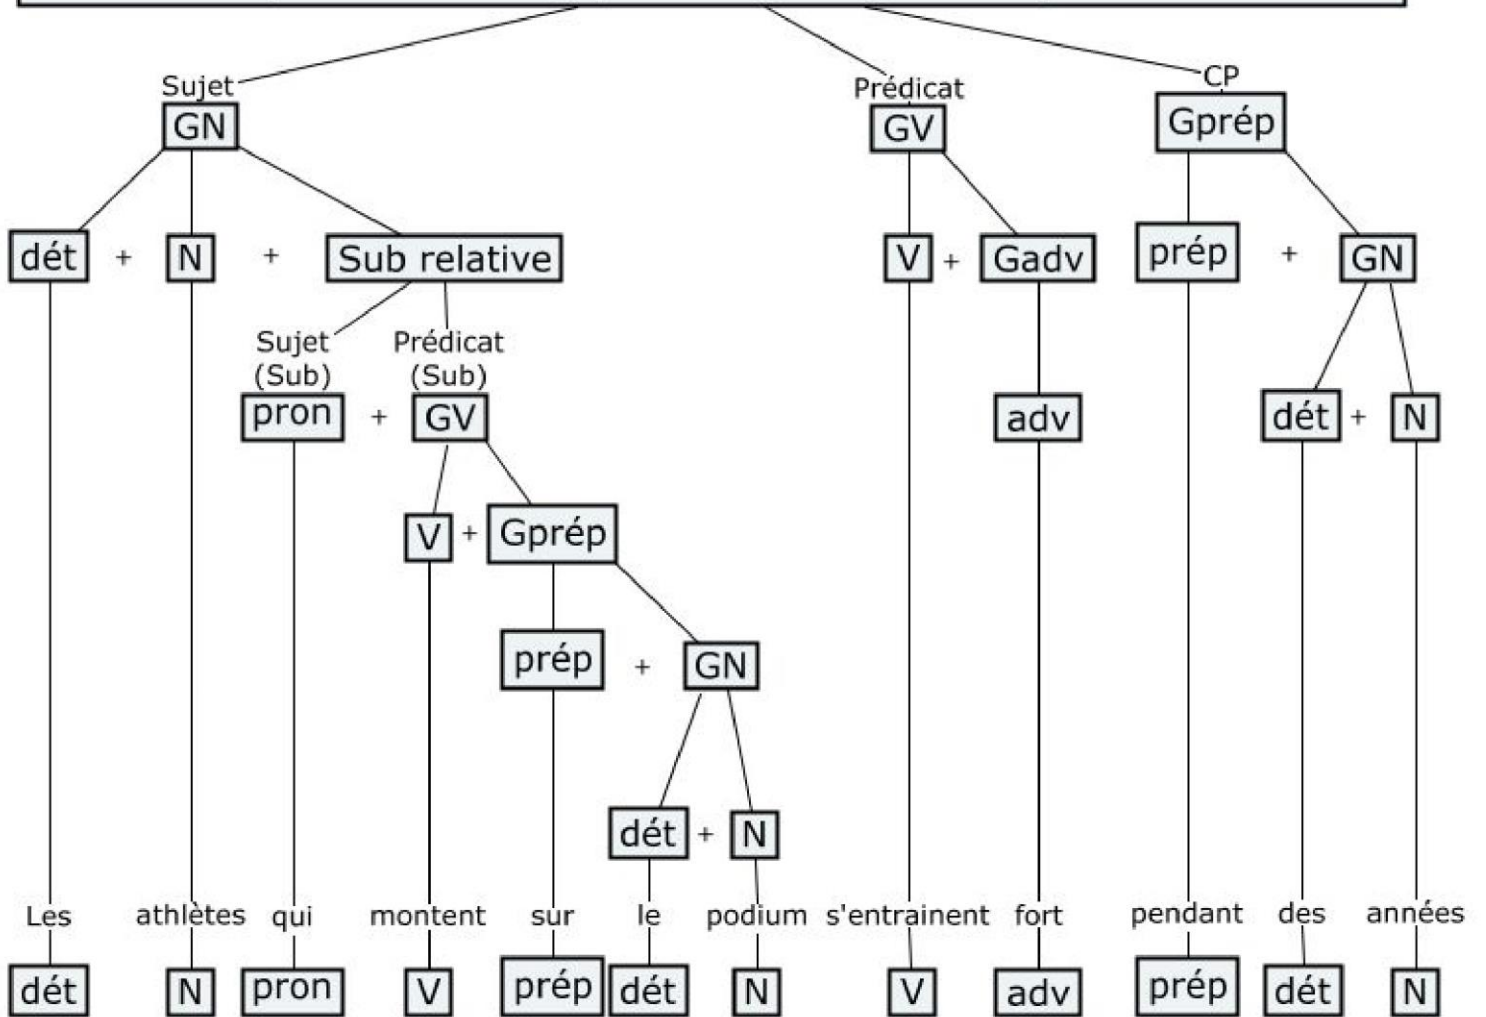 Sujet Prédicat CP
GN GV Gprép
dét + N + Sub relative V + Gadv prép + GN
Sujet Prédicat
(Sub) (Sub)
pron + GV adv dét + N
V + Gprép
prép + GN
dét + N
Les athlètes qui montent sur le podium s'entrainent fort pendant des années
dét N pron V prép dét N V adv prép dét N